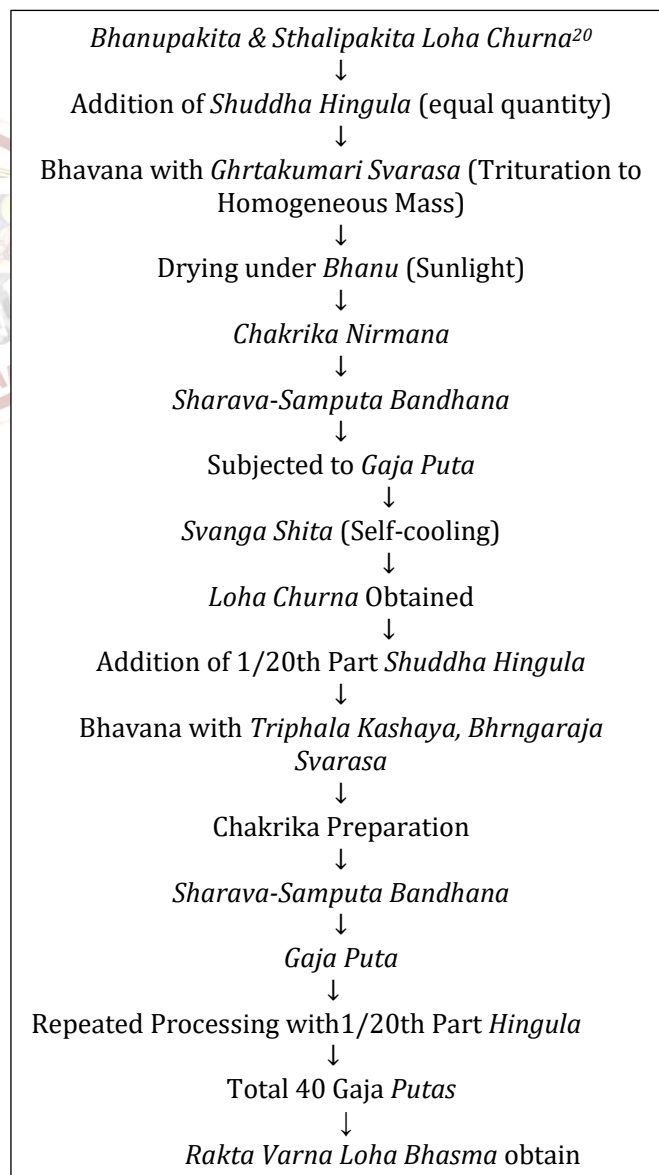 Bhanupakita & Sthalipakita Loha Churna²⁰
↓
Addition of Shuddha Hingula (equal quantity)
↓
Bhavana with Ghrtakumari Svarasa (Trituration to
Homogeneous Mass)
↓
Drying under Bhanu (Sunlight)
↓
Chakrika Nirmana
↓
Sharava-Samputa Bandhana
↓
Subjected to Gaja Puta
↓
Svanga Shita (Self-cooling)
↓
Loha Churna Obtained
↓
Addition of 1/20th Part Shuddha Hingula
↓
Bhavana with Triphala Kashaya, Bhrngaraja
Svarasa
↓
Chakrika Preparation
↓
Sharava-Samputa Bandhana
↓
Gaja Puta
↓
Repeated Processing with1/20th Part Hingula
↓
Total 40 Gaja Putas
↓
Rakta Varna Loha Bhasma obtain